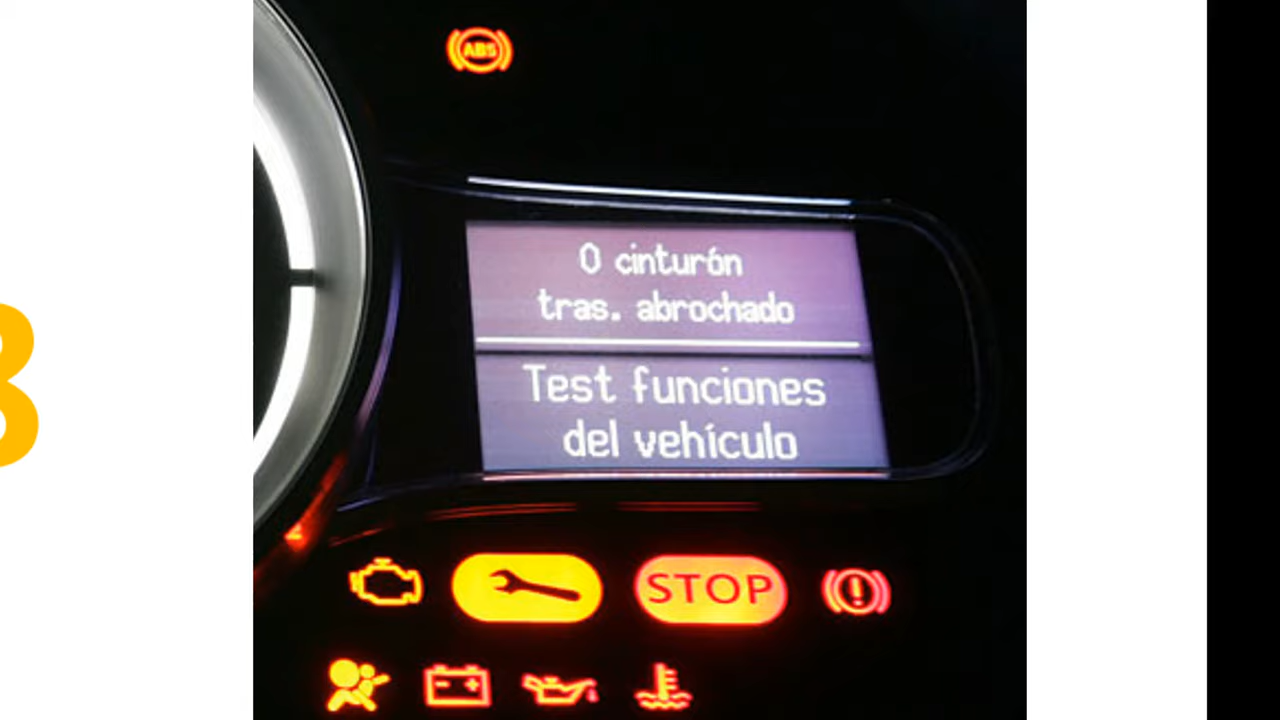 ABS
0 cinturón
tras. abrochado
Test funciones
del vehículo
STOP